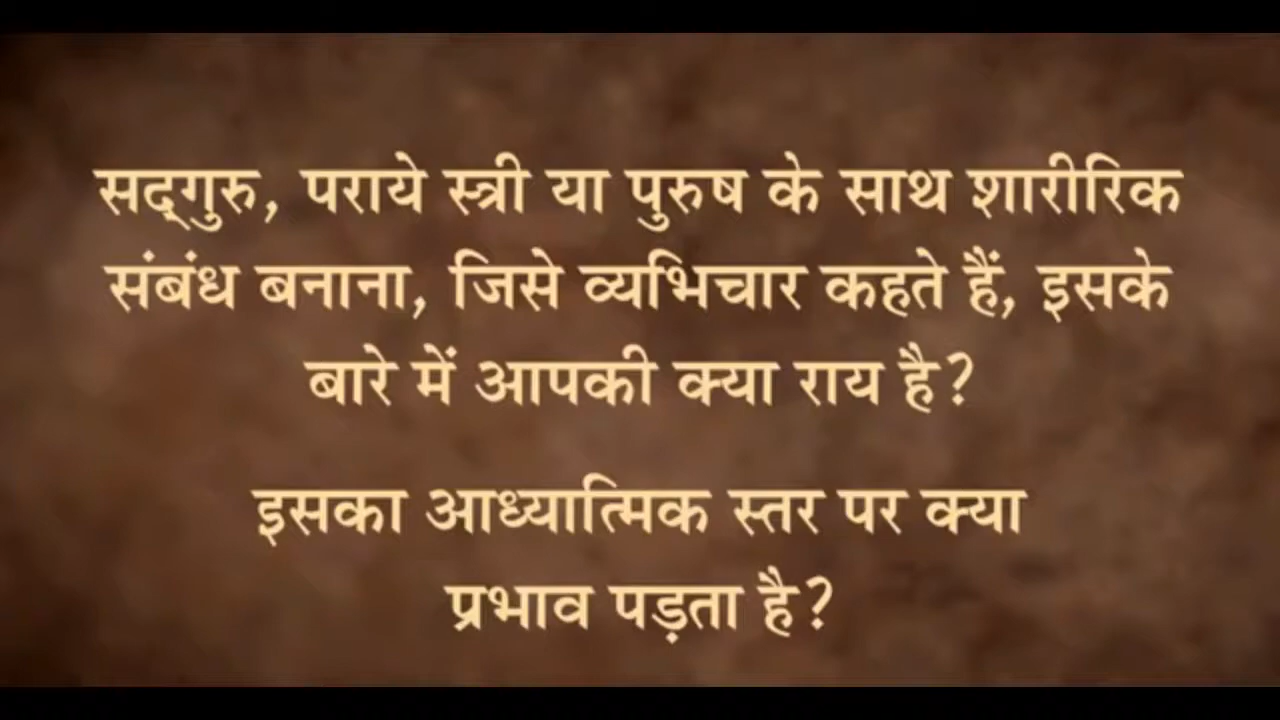 सद्‌गुरु, पराये स्त्री या पुरुष के साथ शारीरिक
संबंध बनाना, जिसे व्यभिचार कहते हैं, इसके
बारे में आपकी क्या राय है?
इसका आध्यात्मिक स्तर पर क्या
प्रभाव पड़ता है?